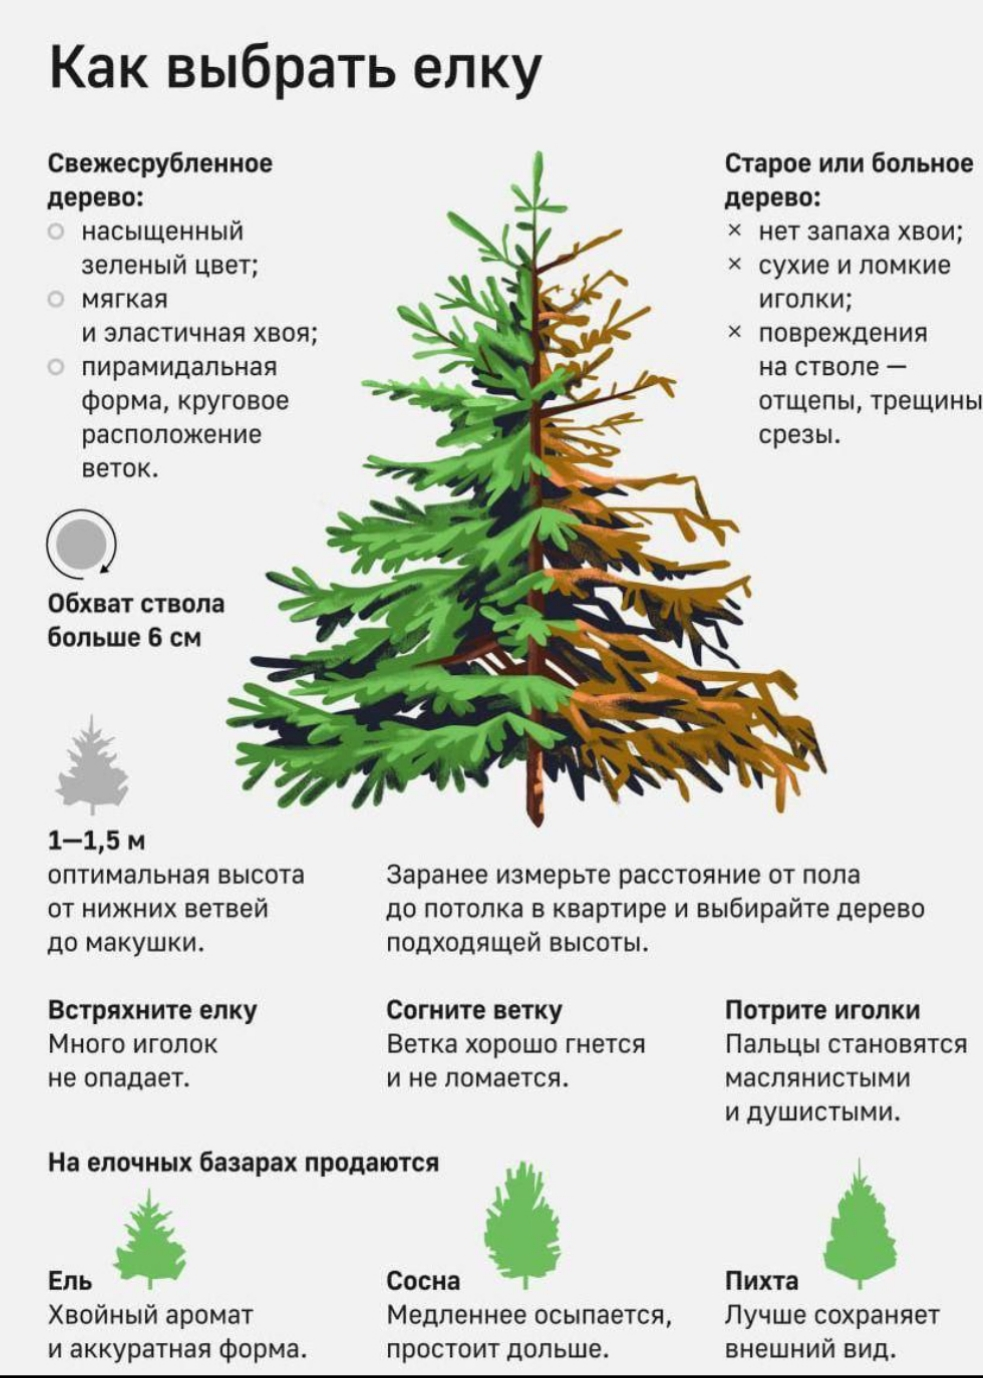 Как выбрать елку
Свежесрубленное
дерево:
насыщенный
зеленый цвет;
мягкая
и эластичная хвоя;
пирамидальная
форма, круговое
расположение
веток.
Старое или больное
дерево:
× нет запаха хвои;
× сухие и ломкие
иголки;
× повреждения
на стволе —
отщепы, трещины
срезы.
Обхват ствола
больше 6 см
1—1,5 м
оптимальная высота
от нижних ветвей
до макушки.
Заранее измерьте расстояние от пола
до потолка в квартире и выбирайте дерево
подходящей высоты.
Встряхните елку
Много иголок
не опадает.
Согните ветку
Ветка хорошо гнется
и не ломается.
Потрите иголки
Пальцы становятся
маслянистыми
и душистыми.
На елочных базарах продаются
Ель
Хвойный аромат
и аккуратная форма.
Сосна
Медленнее осыпается,
простоит дольше.
Пихта
Лучше сохраняет
внешний вид.